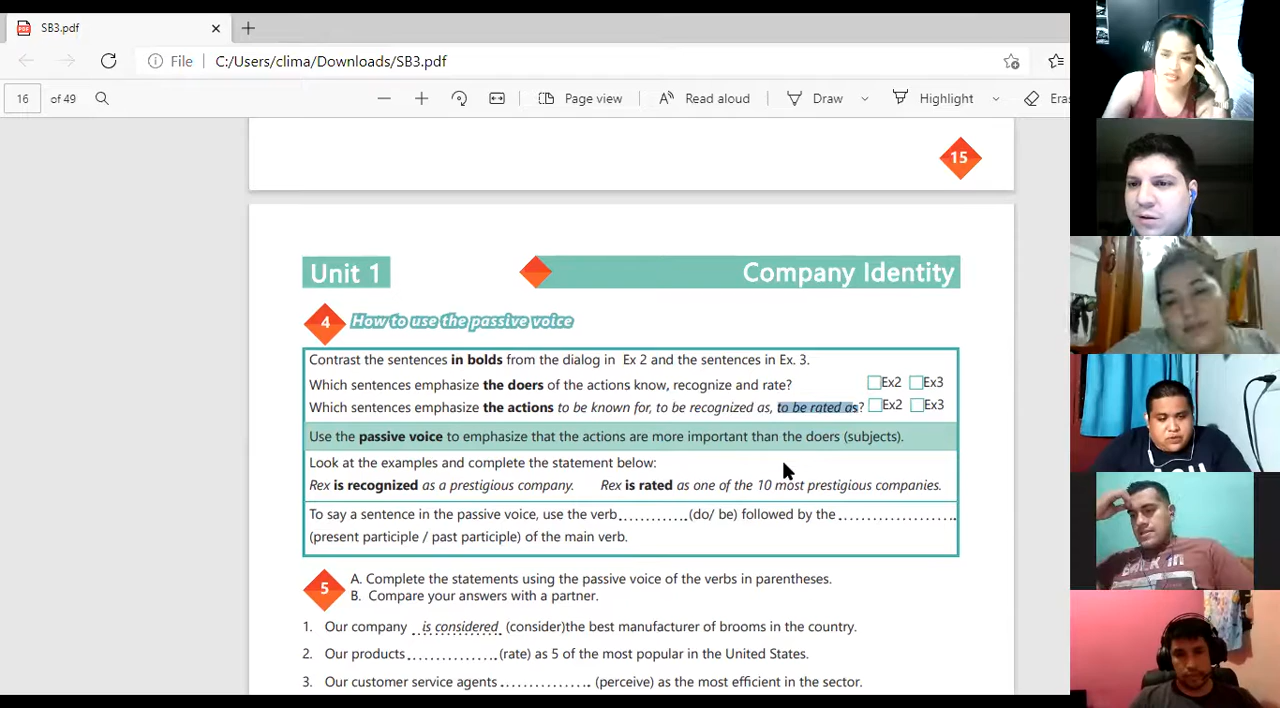 SB3.pdf
File C:/Users/clima/Downloads/SB3.pdf
16 of 49 Page view Read aloud Draw Highlight Eras
15
Unit 1 Company Identity
4 How to use the passive voice
Contrast the sentences in bolds from the dialog in Ex 2 and the sentences in Ex. 3.
Which sentences emphasize the doers of the actions know, recognize and rate? Ex2 Ex3
Which sentences emphasize the actions to be known for, to be recognized as, to be rated as? Ex2 Ex3
Use the passive voice to emphasize that the actions are more important than the doers (subjects).
Look at the examples and complete the statement below:
Rex is recognized as a prestigious company. Rex is rated as one of the 10 most prestigious companies.
To say a sentence in the passive voice, use the verb............(do/ be) followed by the ....................
(present participle / past participle) of the main verb.
5 A. Complete the statements using the passive voice of the verbs in parentheses.
B. Compare your answers with a partner.
1. Our company is considered (consider)the best manufacturer of brooms in the country.
2. Our products................(rate) as 5 of the most popular in the United States.
3. Our customer service agents ................ (perceive) as the most efficient in the sector.